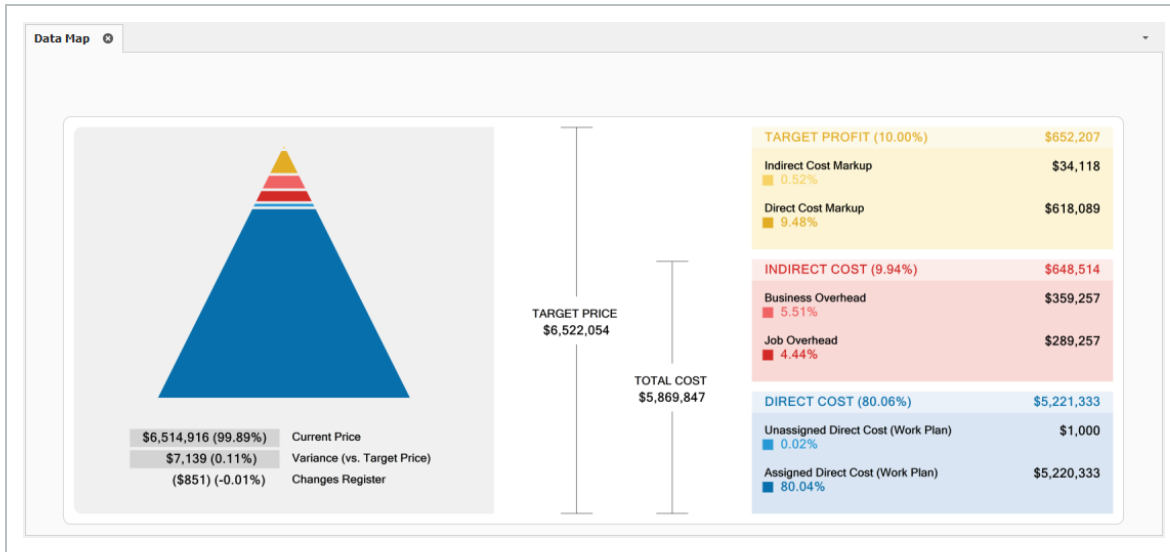 Data Map
TARGET PRICE
$6,522,054
TOTAL COST
$5,869,847
$6,514,916 (99.89%) Current Price
$7,139 (0.11%) Variance (vs. Target Price)
($851) (-0.01%) Changes Register
TARGET PROFIT (10.00%) $652,207
Indirect Cost Markup $34,118
0.52%
Direct Cost Markup $618,089
9.48%
INDIRECT COST (9.94%) $648,514
Business Overhead $359,257
5.51%
Job Overhead $289,257
4.44%
DIRECT COST (80.06%) $5,221,333
Unassigned Direct Cost (Work Plan) $1,000
0.02%
Assigned Direct Cost (Work Plan) $5,220,333
80.04%